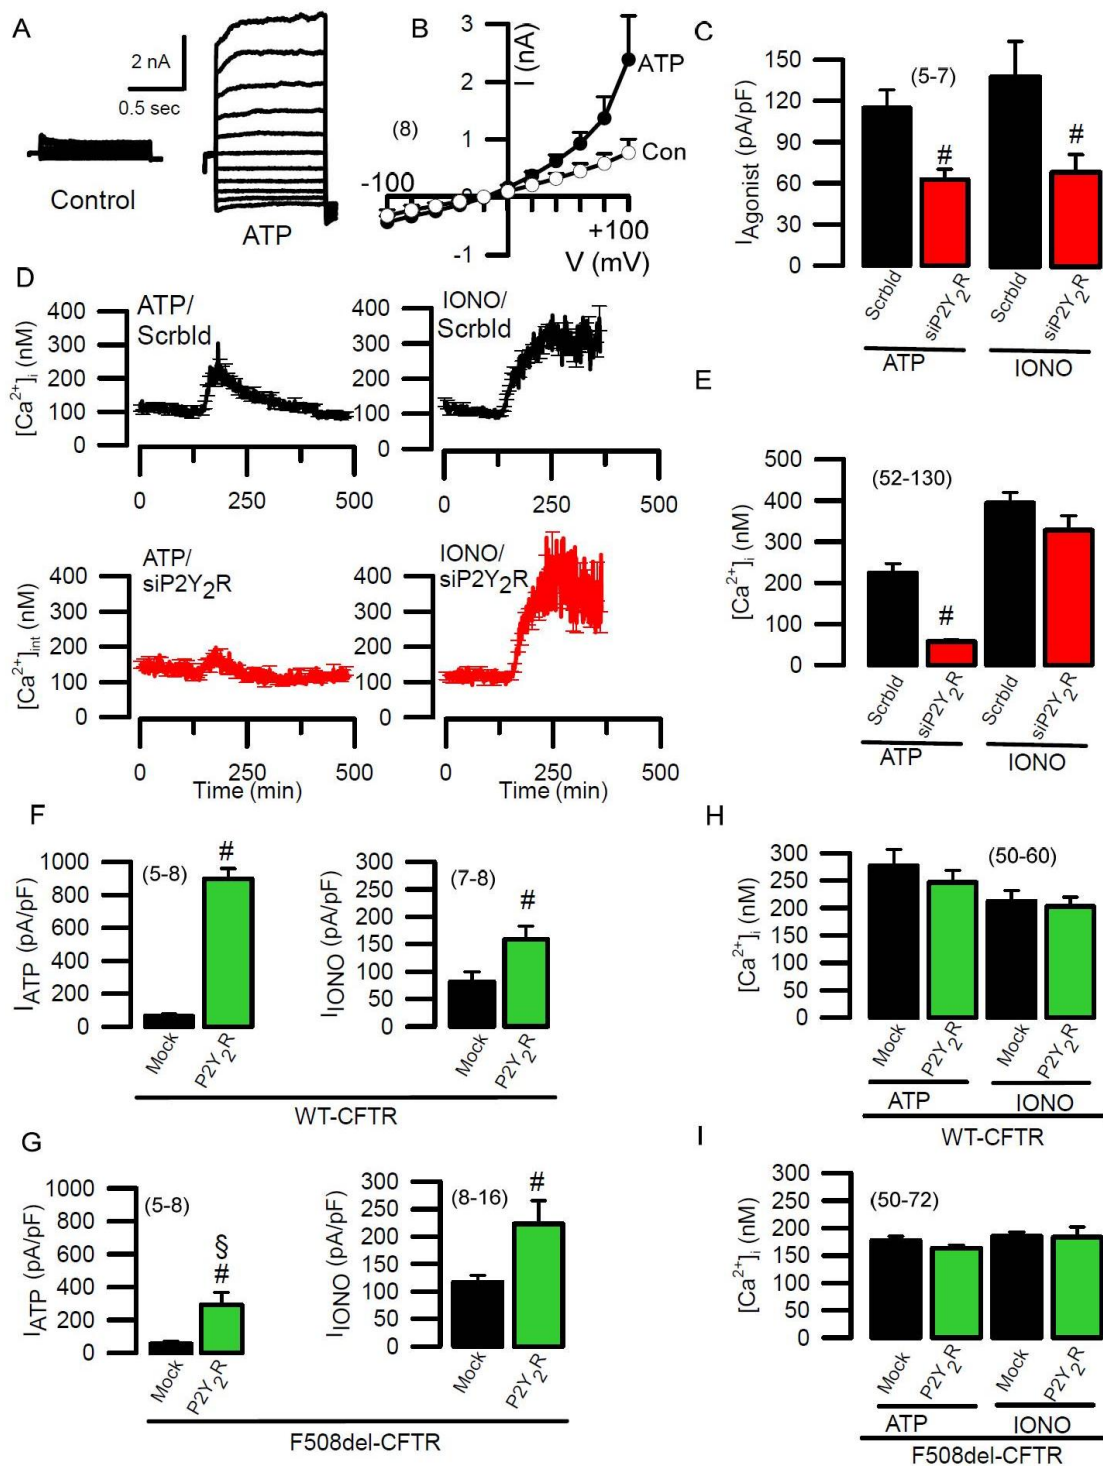 A
2 nA
0.5 sec
Control
ATP
B
I (nA)
3
2
1
0
-1
-100
+100
V (mV)
(8)
ATP
Con
C
I Agonist (pA/pF)
150
120
90
60
30
0
(5-7)
#
#
Scrbld
siP2Y2R
Scrbld
siP2Y2R
ATP
IONO
D
[Ca2+]i (nM)
400
300
200
100
0
ATP/
Scrbld
0
250
500
400
300
200
100
0
IONO/
Scrbld
0
250
500
[Ca2+]int (nM)
400
300
200
100
0
ATP/
siP2Y2R
0
250
500
Time (min)
400
300
200
100
0
IONO/
siP2Y2R
0
250
500
Time (min)
E
[Ca2+]i (nM)
500
400
300
200
100
0
(52-130)
#
Scrbld
siP2Y2R
Scrbld
siP2Y2R
ATP
IONO
F
IATP (pA/pF)
1000
800
600
400
200
0
(5-8)
#
Mock
P2Y2R
IIONO (pA/pF)
300
250
200
150
100
50
0
(7-8)
#
Mock
P2Y2R
WT-CFTR
G
IATP (pA/pF)
1000
800
600
400
200
0
(5-8)
§
#
Mock
P2Y2R
IIONO (pA/pF)
300
250
200
150
100
50
0
(8-16)
#
Mock
P2Y2R
F508del-CFTR
H
[Ca2+]i (nM)
300
250
200
150
100
50
0
(50-60)
Mock
P2Y2R
Mock
P2Y2R
ATP
IONO
WT-CFTR
I
[Ca2+]i (nM)
300
250
200
150
100
50
0
(50-72)
Mock
P2Y2R
Mock
P2Y2R
ATP
IONO
F508del-CFTR